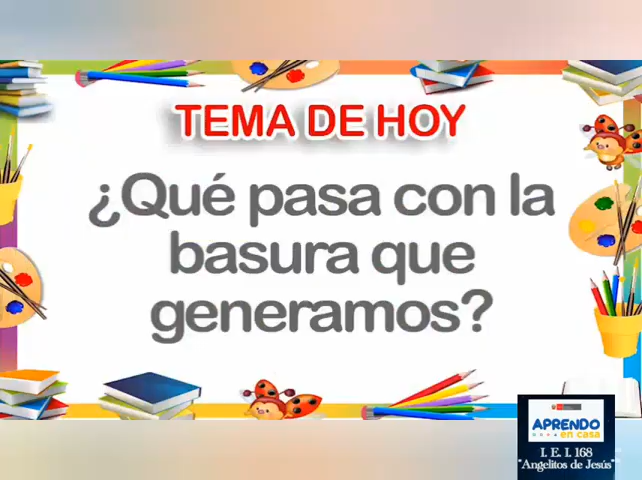 TEMA DE HOY
¿Qué pasa con la
basura que
generamos?
APRENDO
en casa
I. E. I. 168
"Angelitos de Jesús"